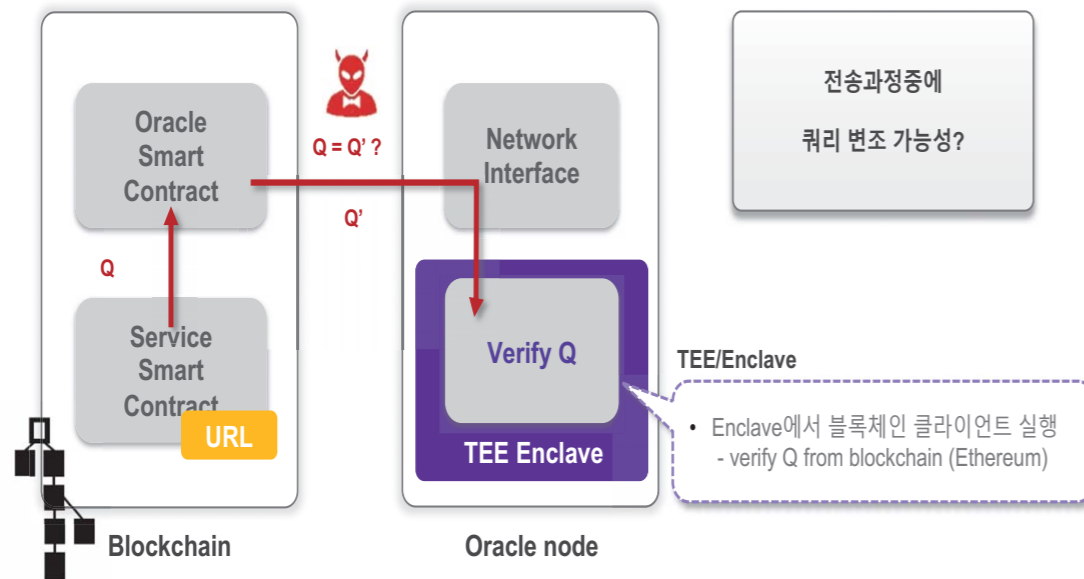 Oracle
Smart
Contract
Q = Q’ ?
Q’
Network
Interface
전송과정중에
쿼리 변조 가능성?
Q
Service
Smart
Contract
URL
Verify Q
TEE Enclave
TEE/Enclave
• Enclave에서 블록체인 클라이언트 실행
- verify Q from blockchain (Ethereum)
Blockchain
Oracle node